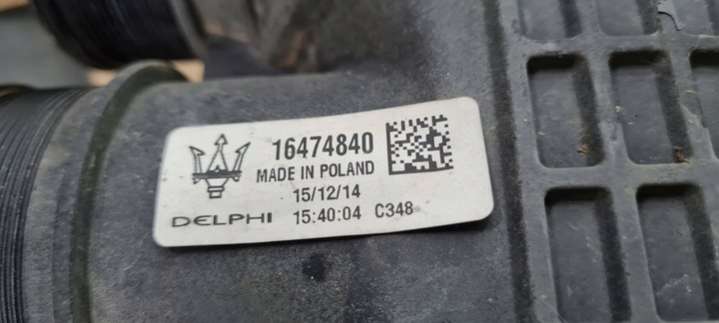 16474840
MADE IN POLAND
15/12/14
DELPHI 15:40:04 C348